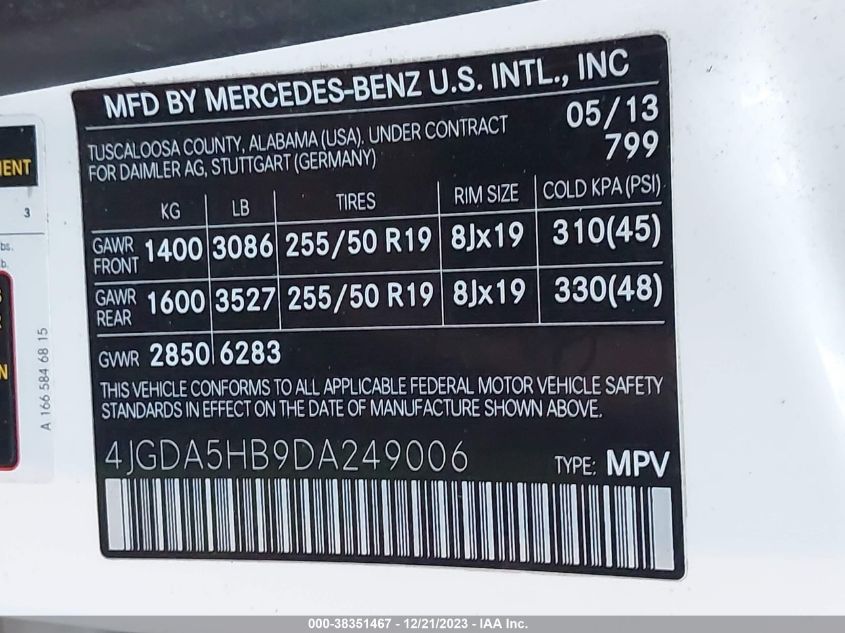 MFD BY MERCEDES-BENZ U.S. INTL., INC
05/13
TUSCALOOSA COUNTY, ALABAMA (USA), UNDER CONTRACT
799
FOR DAIMLER AG, STUTTGART (GERMANY)
KG LB TIRES RIM SIZE COLD KPA (PSI)
GAWR FRONT 1400 3086 255/50 R19 8Jx19 310(45)
GAWR REAR 1600 3527 255/50 R19 8Jx19 330(48)
GVWR 2850 6283
THIS VEHICLE CONFORMS TO ALL APPLICABLE FEDERAL MOTOR VEHICLE SAFETY
STANDARDS IN EFFECT ON THE DATE OF MANUFACTURE SHOWN ABOVE.
4JGDA5HB9DA249006 TYPE: MPV
3
A 166 584 68 15
000-38351467 - 12/21/2023 - IAA Inc.